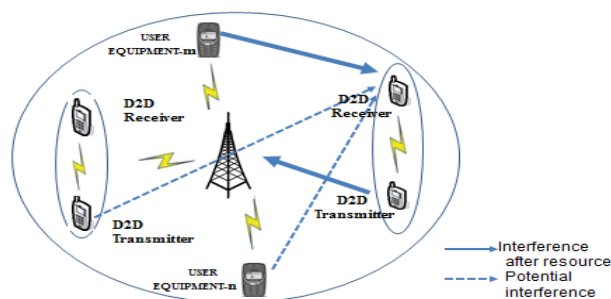 USER
EQUIPMENT-m
D2D
Receiver
D2D
Receiver
D2D
Transmitter
D2D
Transmitter
USER
EQUIPMENT-n
Interference
after resource
Potential
interference